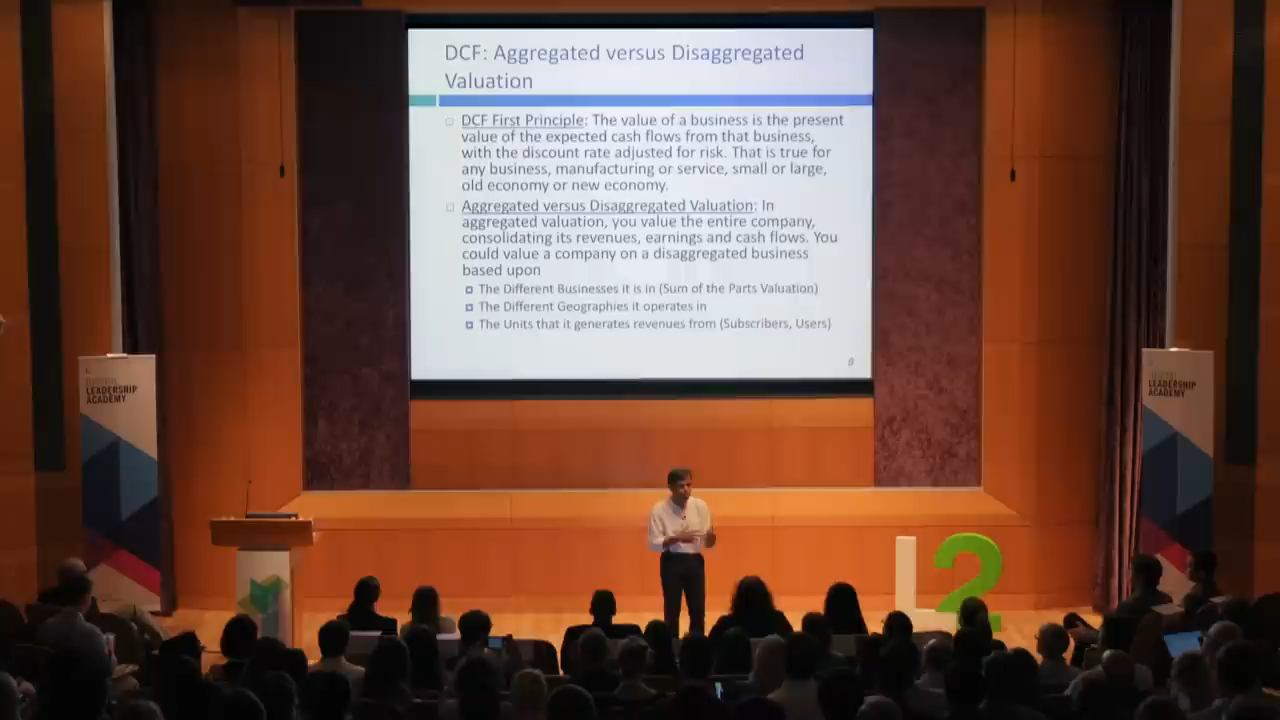 DCF: Aggregated versus Disaggregated
Valuation
DCF First Principle: The value of a business is the present
value of the expected cash flows from that business,
with the discount rate adjusted for risk. That is true for
any business, manufacturing or service, small or large,
old economy or new economy.
Aggregated versus Disaggregated Valuation: In
aggregated valuation, you value the entire company,
consolidating its revenues, earnings and cash flows. You
could value a company on a disaggregated business
based upon
The Different Businesses it is in (Sum of the Parts Valuation)
The Different Geographies it operates in
The Units that it generates revenues from (Subscribers, Users)
LEADERSHIP
ACADEMY
LEADERSHIP
ACADEMY
L2